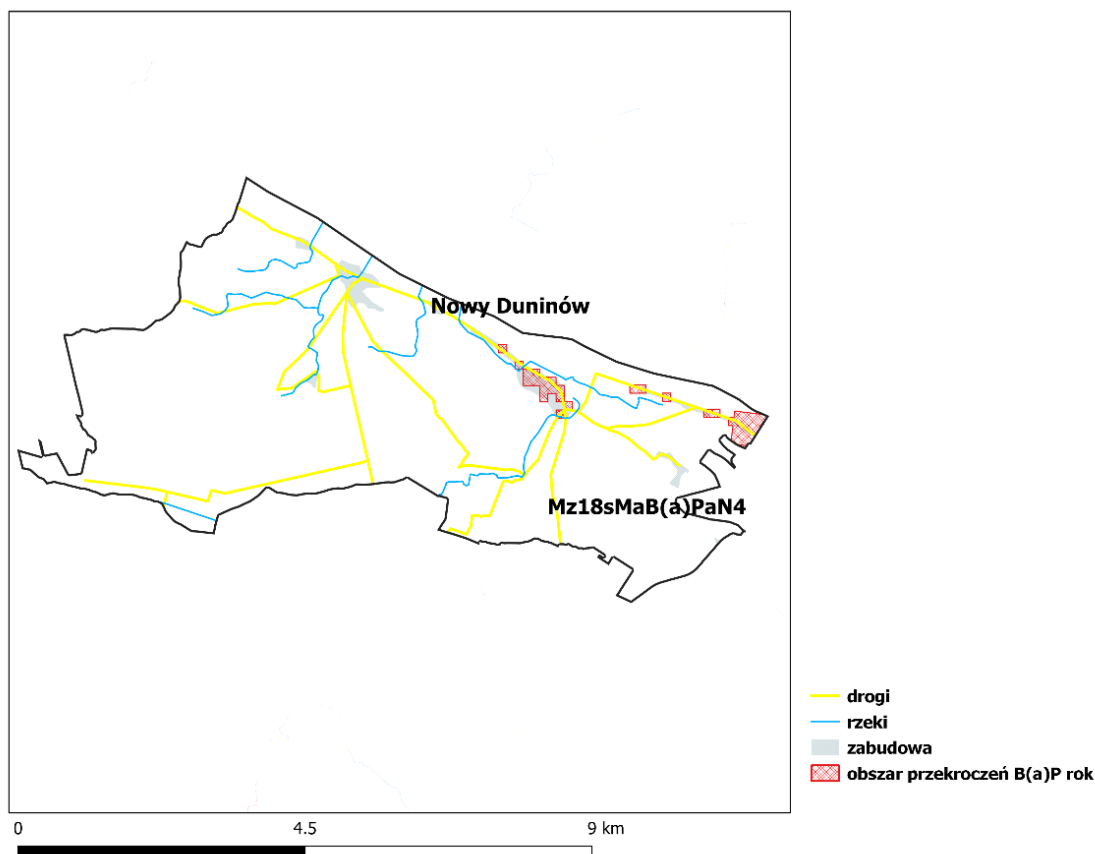 Nowy Duninów
Mz18sMaB(a)PaN4
drogi
rzeki
zabudowa
obszar przekroczeń B(a)P rok
0 4.5 9 km